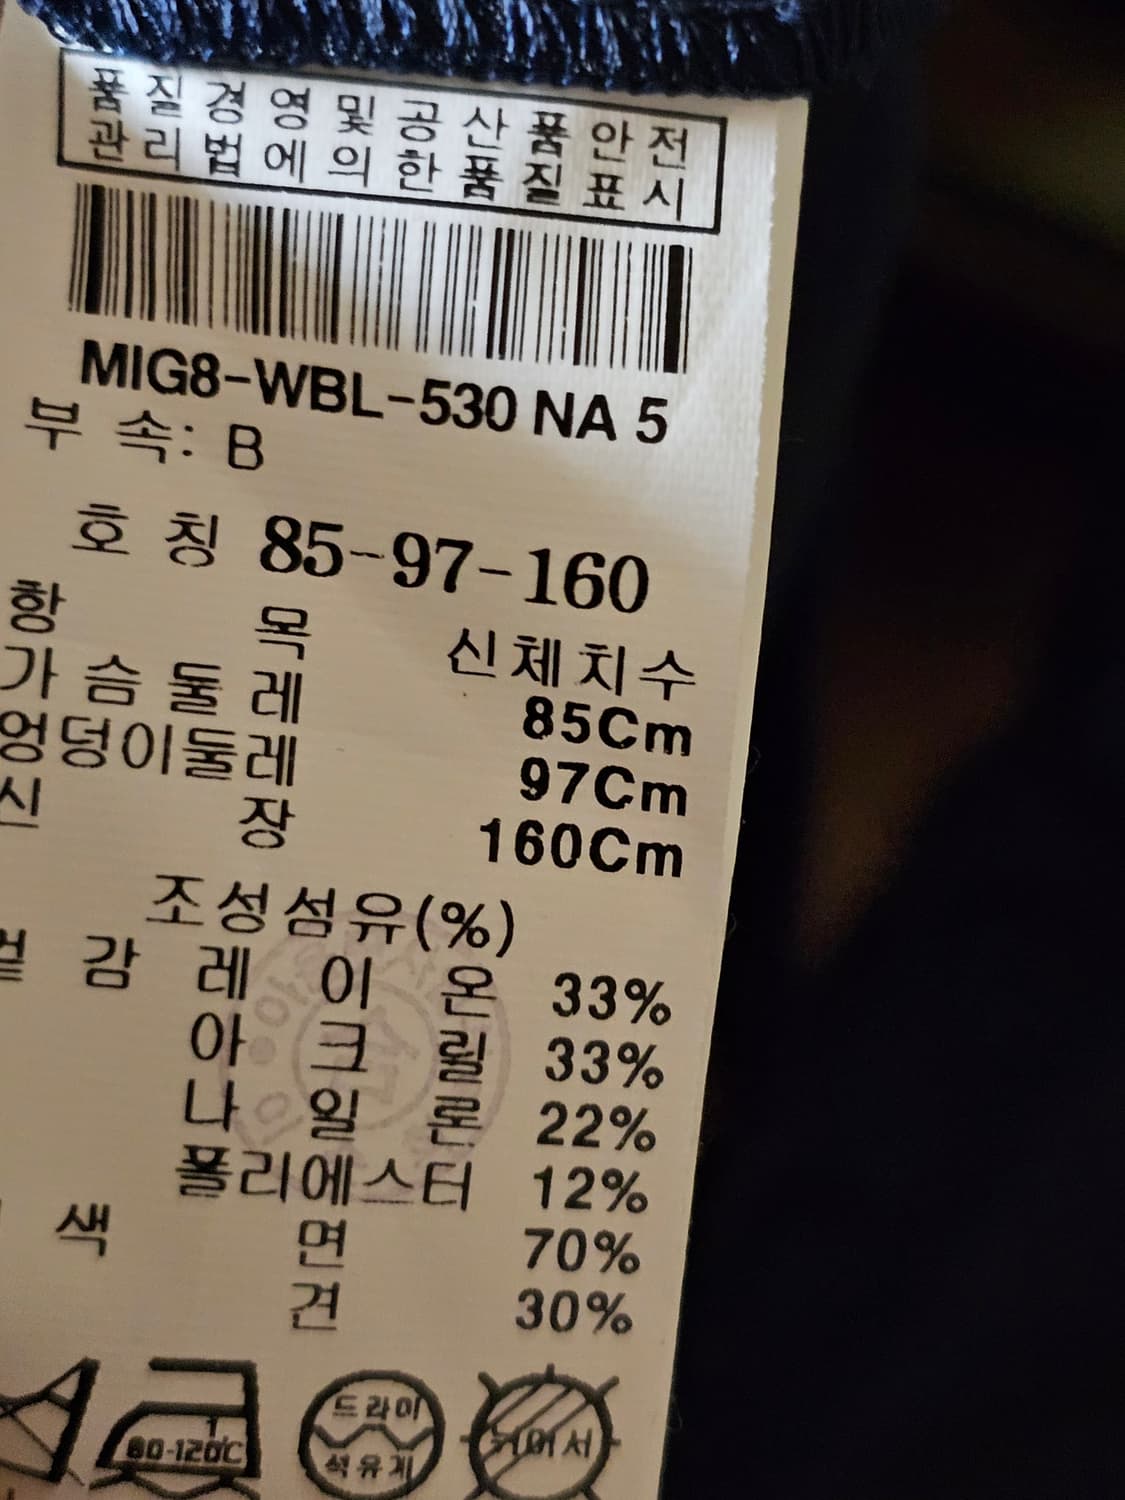 품질경영및공산품안전
관리법에의한품질표시
MIG8-WBL-530 NA 5
부 속: B
호 칭 85-97-160
항 목 신체치수
가 슴 둘 레 85Cm
엉덩이둘레 97Cm
신 장 160Cm
조성섬유(%)
겉 감 레 이 온 33%
아 크 릴 33%
나 일 론 22%
폴리에스터 12%
색 면 70%
견 30%
80-120℃
드라이
석유계
뉘어서